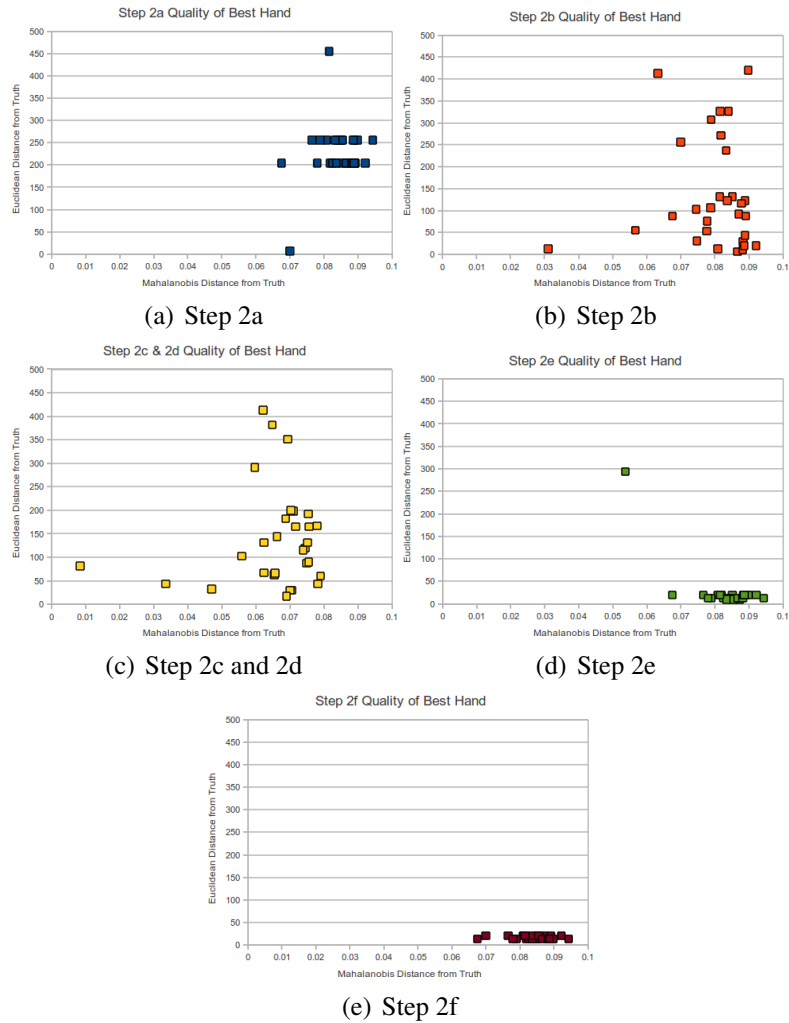 Step 2a Quality of Best Hand
Euclidean Distance from Truth
500
450
400
350
300
250
200
150
100
50
0
0 0.01 0.02 0.03 0.04 0.05 0.06 0.07 0.08 0.09 0.1
Mahalanobis Distance from Truth
(a) Step 2a
Step 2b Quality of Best Hand
Euclidean Distance from Truth
500
450
400
350
300
250
200
150
100
50
0
0 0.01 0.02 0.03 0.04 0.05 0.06 0.07 0.08 0.09 0.1
Mahalanobis Distance from Truth
(b) Step 2b
Step 2c & 2d Quality of Best Hand
Euclidean Distance from Truth
500
450
400
350
300
250
200
150
100
50
0
0 0.01 0.02 0.03 0.04 0.05 0.06 0.07 0.08 0.09 0.1
Mahalanobis Distance from Truth
(c) Step 2c and 2d
Step 2e Quality of Best Hand
Euclidean Distance from Truth
500
450
400
350
300
250
200
150
100
50
0
0 0.01 0.02 0.03 0.04 0.05 0.06 0.07 0.08 0.09 0.1
Mahalanobis Distance from Truth
(d) Step 2e
Step 2f Quality of Best Hand
Euclidean Distance from Truth
500
450
400
350
300
250
200
150
100
50
0
0 0.01 0.02 0.03 0.04 0.05 0.06 0.07 0.08 0.09 0.1
Mahalanobis Distance from Truth
(e) Step 2f